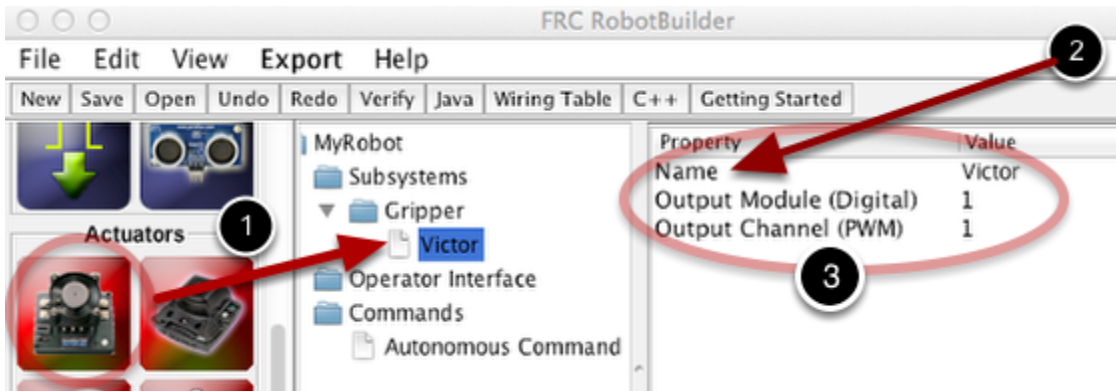 FRC RobotBuilder
File Edit View Export Help
New Save Open Undo Redo Verify Java Wiring Table C++ Getting Started
2
MyRobot
Subsystems
Gripper
Victor
Operator Interface
Commands
Autonomous Command
Actuators
1
Property Value
Name Victor
Output Module (Digital) 1
Output Channel (PWM) 1
3